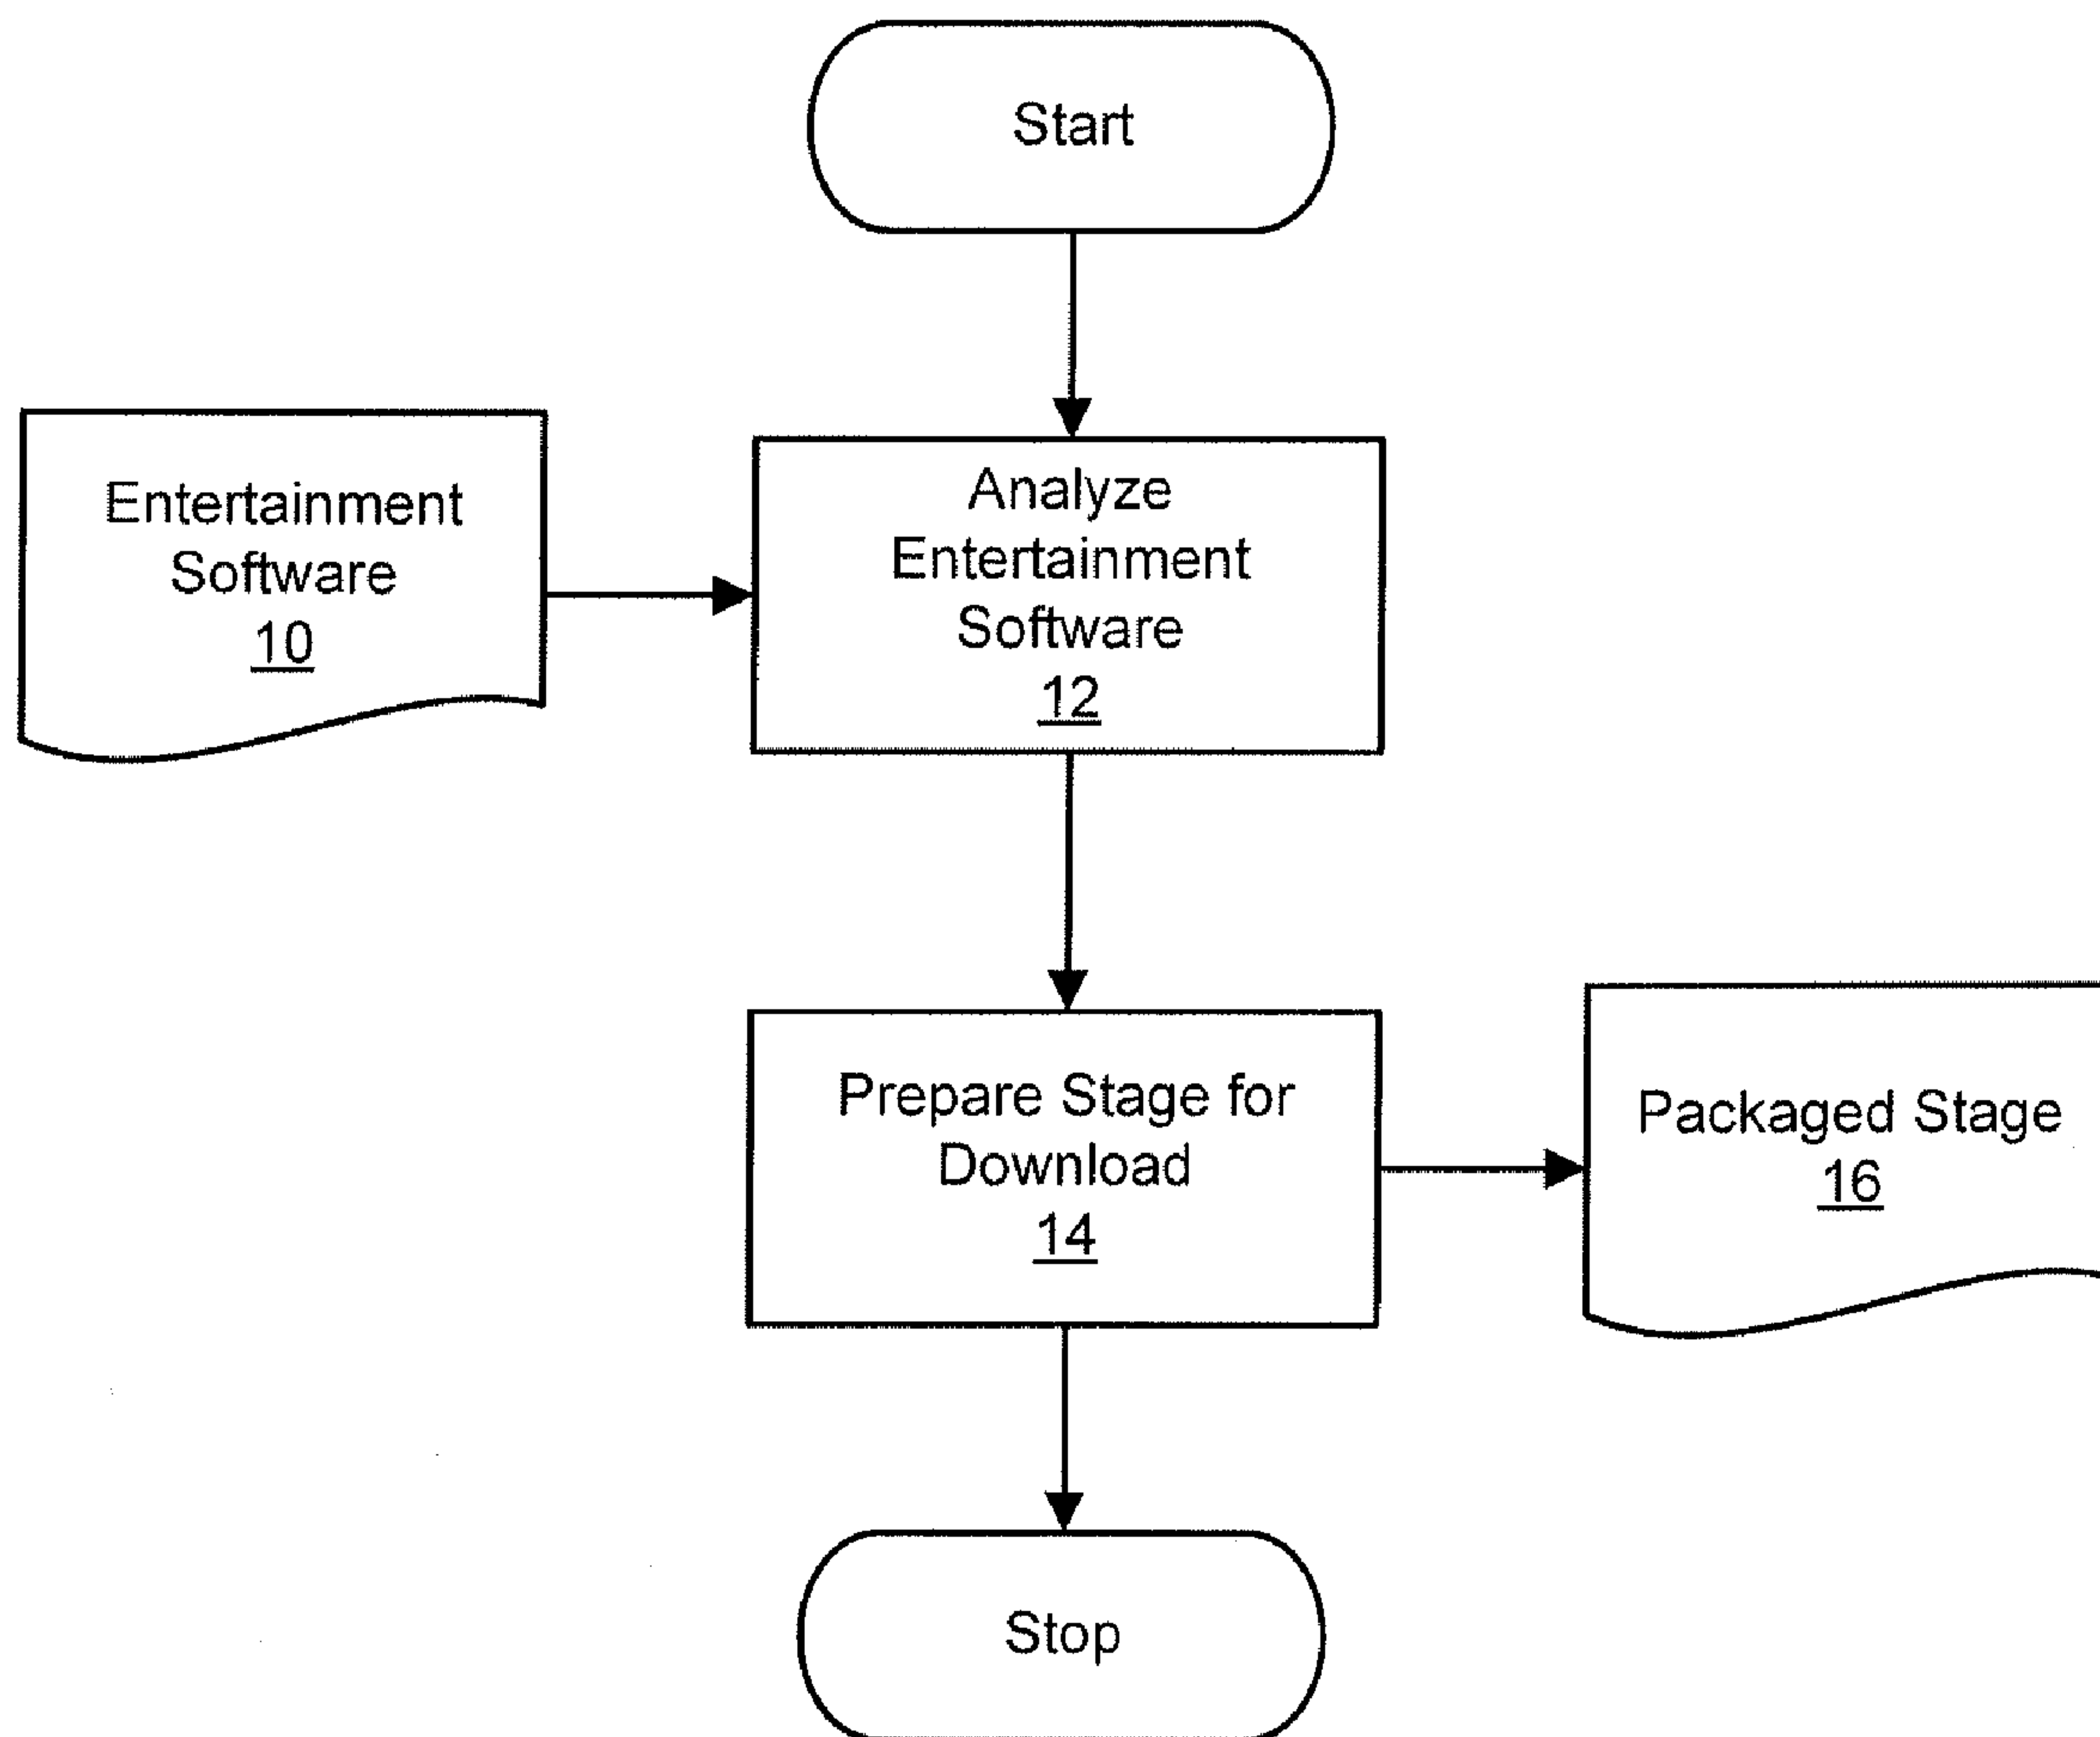 Start
Entertainment
Software
10
Analyze
Entertainment
Software
12
Prepare Stage for
Download
14
Packaged Stage
16
Stop